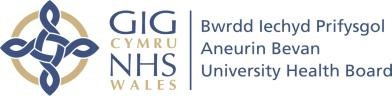 GIG
CYMRU
NHS
WALES
Bwrdd Iechyd Prifysgol
Aneurin Bevan
University Health Board